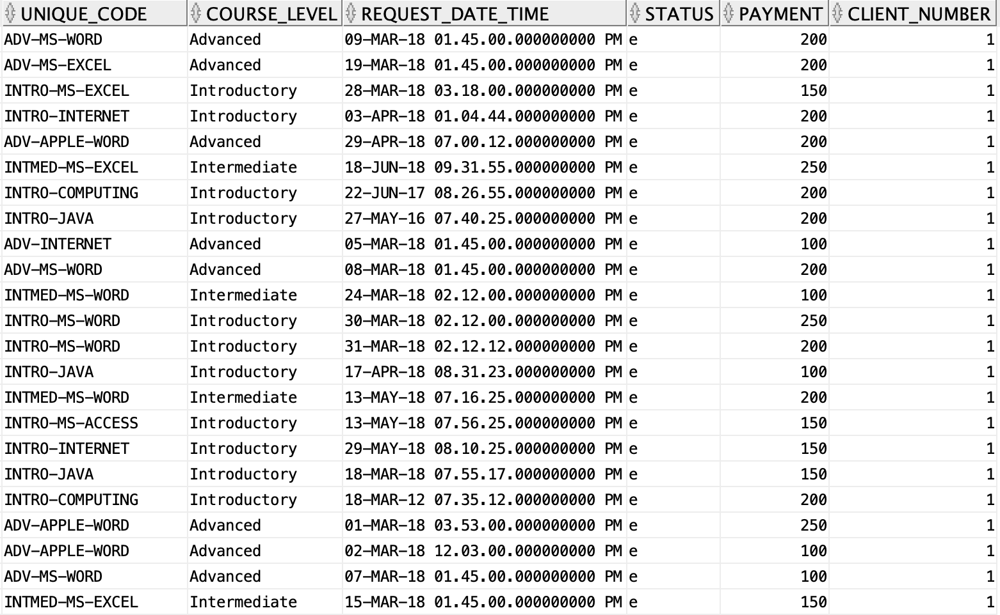 UNIQUE_CODE COURSE_LEVEL REQUEST_DATE_TIME STATUS PAYMENT CLIENT_NUMBER
ADV-MS-WORD Advanced 09-MAR-18 01.45.00.000000000 PM e 200 1
ADV-MS-EXCEL Advanced 19-MAR-18 01.45.00.000000000 PM e 200 1
INTRO-MS-EXCEL Introductory 28-MAR-18 03.18.00.000000000 PM e 150 1
INTRO-INTERNET Introductory 03-APR-18 01.04.44.000000000 PM e 200 1
ADV-APPLE-WORD Advanced 29-APR-18 07.00.12.000000000 PM e 200 1
INTMED-MS-EXCEL Intermediate 18-JUN-18 09.31.55.000000000 PM e 250 1
INTRO-COMPUTING Introductory 22-JUN-17 08.26.55.000000000 PM e 200 1
INTRO-JAVA Introductory 27-MAY-16 07.40.25.000000000 PM e 200 1
ADV-INTERNET Advanced 05-MAR-18 01.45.00.000000000 PM e 100 1
ADV-MS-WORD Advanced 08-MAR-18 01.45.00.000000000 PM e 200 1
INTMED-MS-WORD Intermediate 24-MAR-18 02.12.00.000000000 PM e 100 1
INTRO-MS-WORD Introductory 30-MAR-18 02.12.00.000000000 PM e 250 1
INTRO-MS-WORD Introductory 31-MAR-18 02.12.12.000000000 PM e 200 1
INTRO-JAVA Introductory 17-APR-18 08.31.23.000000000 PM e 100 1
INTMED-MS-WORD Intermediate 13-MAY-18 07.16.25.000000000 PM e 200 1
INTRO-MS-ACCESS Introductory 13-MAY-18 07.56.25.000000000 PM e 150 1
INTRO-INTERNET Introductory 29-MAY-18 08.10.25.000000000 PM e 150 1
INTRO-JAVA Introductory 18-MAR-18 07.55.17.000000000 PM e 150 1
INTRO-COMPUTING Introductory 18-MAR-12 07.35.12.000000000 PM e 200 1
ADV-APPLE-WORD Advanced 01-MAR-18 03.53.00.000000000 PM e 250 1
ADV-APPLE-WORD Advanced 02-MAR-18 12.03.00.000000000 PM e 100 1
ADV-MS-WORD Advanced 07-MAR-18 01.45.00.000000000 PM e 100 1
INTMED-MS-EXCEL Intermediate 15-MAR-18 01.45.00.000000000 PM e 150 1